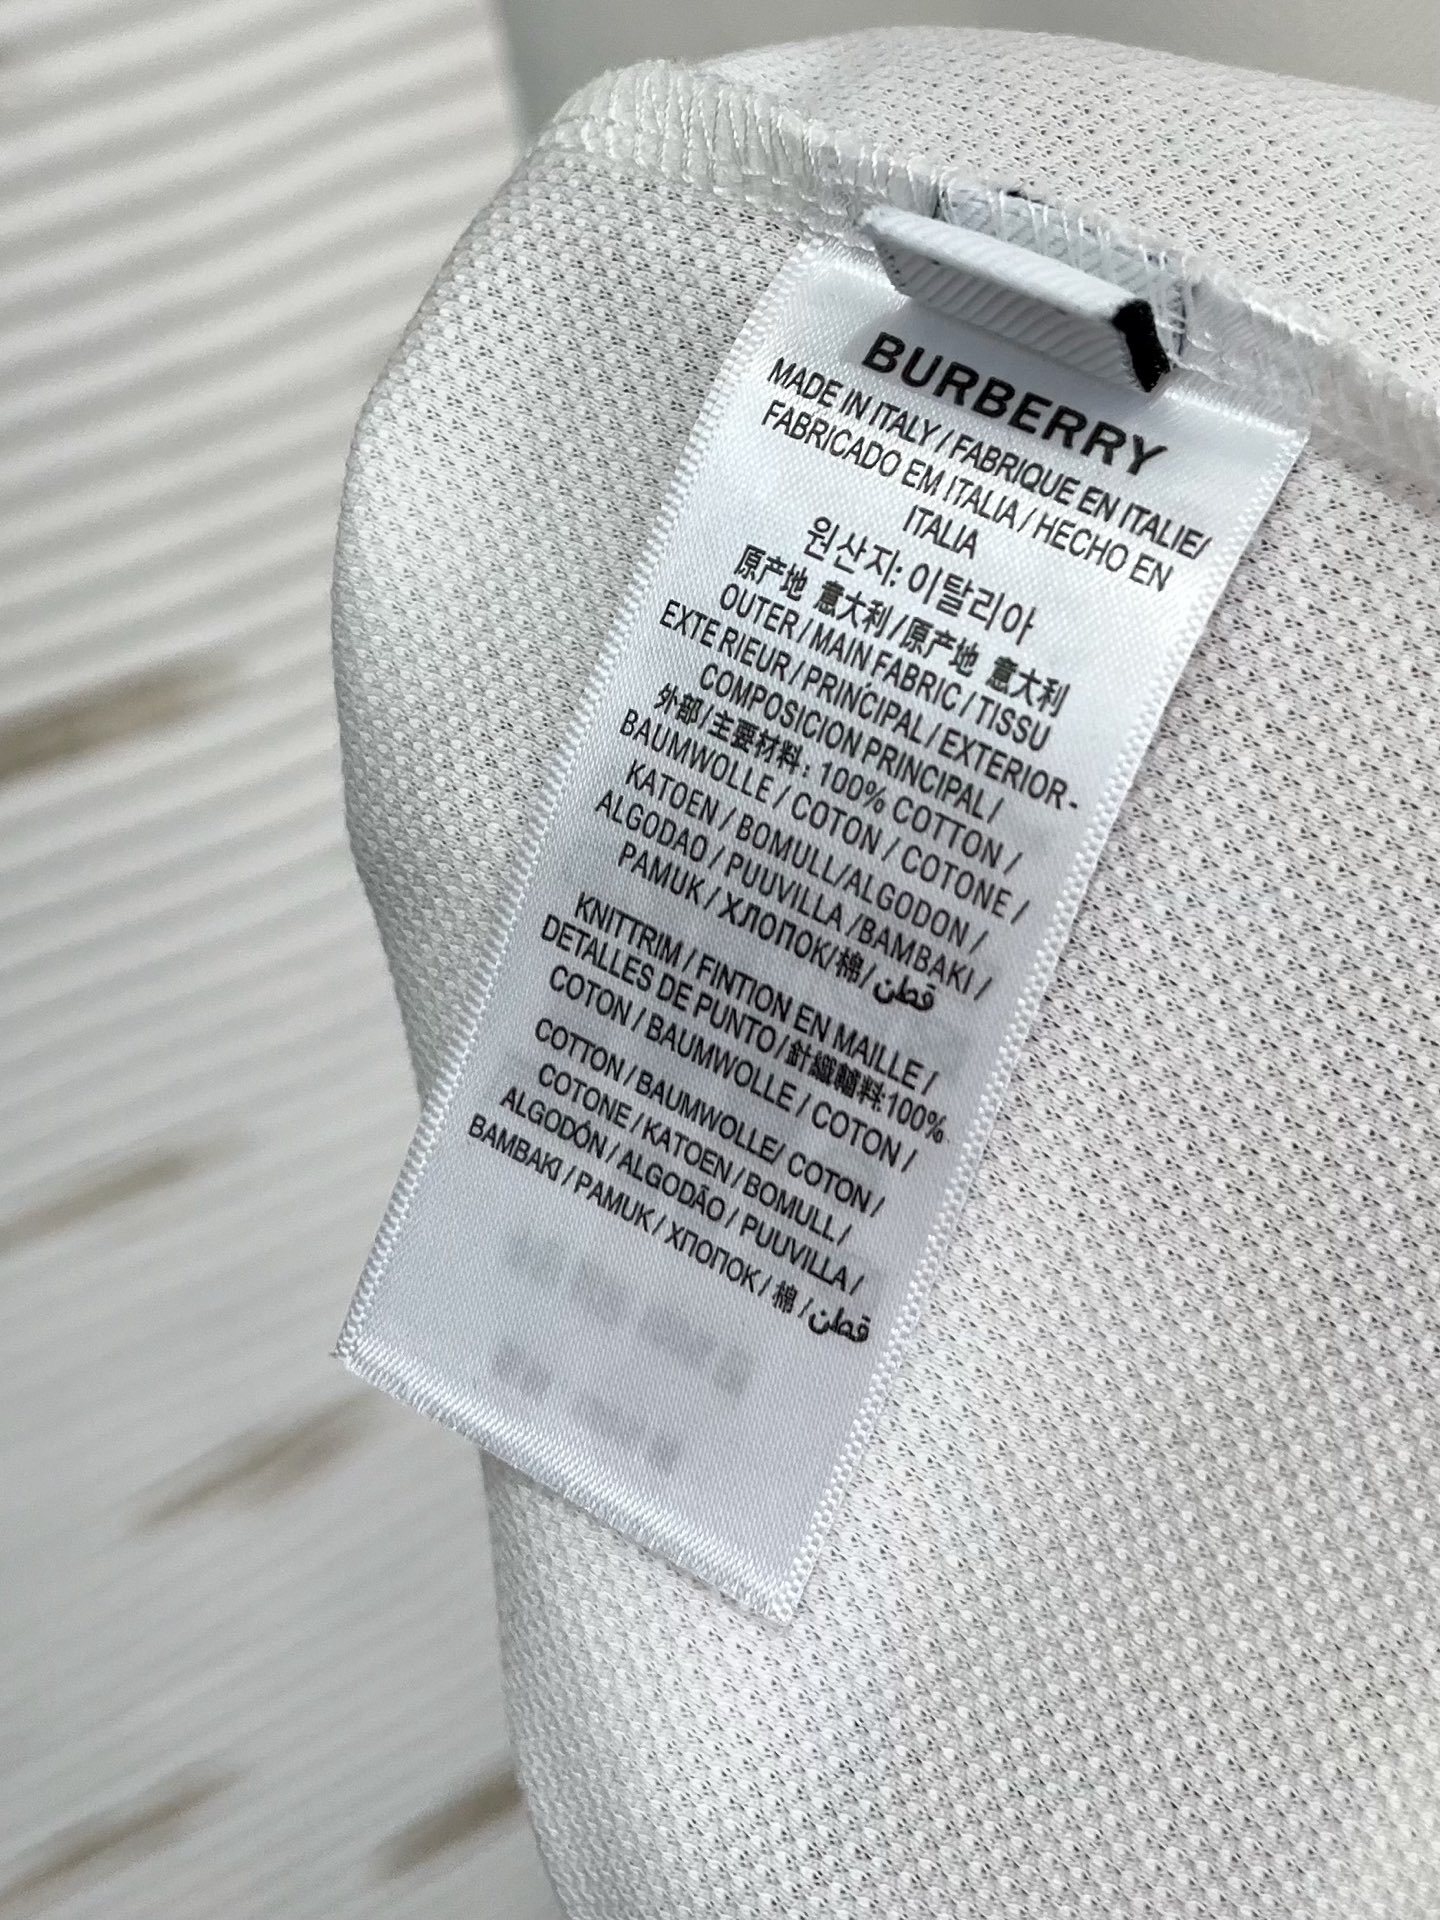 BURBERRY
MADE IN ITALY / FABRIQUE EN ITALIE/
FABRICADO EM ITALIA / HECHO EN
ITALIA
원산지: 이탈리아
原产地 意大利 / 原产地 意大利
OUTER / MAIN FABRIC / TISSU
EXTE RIEUR / PRINCIPAL / EXTERIOR-
COMPOSICION PRINCIPAL /
外部 / 主要材料: 100% COTTON /
BAUMWOLLE / COTON / COTONE /
KATOEN / BOMULL/ALGODON /
ALGODAO / PUUVILLA /BAMBAKI /
PAMUK / ХЛОПОК/棉/ قطن
KNITTRIM / FINTION EN MAILLE /
DETALLES DE PUNTO / 針織輔料:100%
COTON / BAUMWOLLE / COTON /
COTTON / BAUMWOLLE/ COTON /
COTONE / KATOEN / BOMULL /
ALGODÓN / ALGODÃO / PUUVILLA /
BAMBAKI / PAMUK / ХЛОПОК / 棉 / قطن